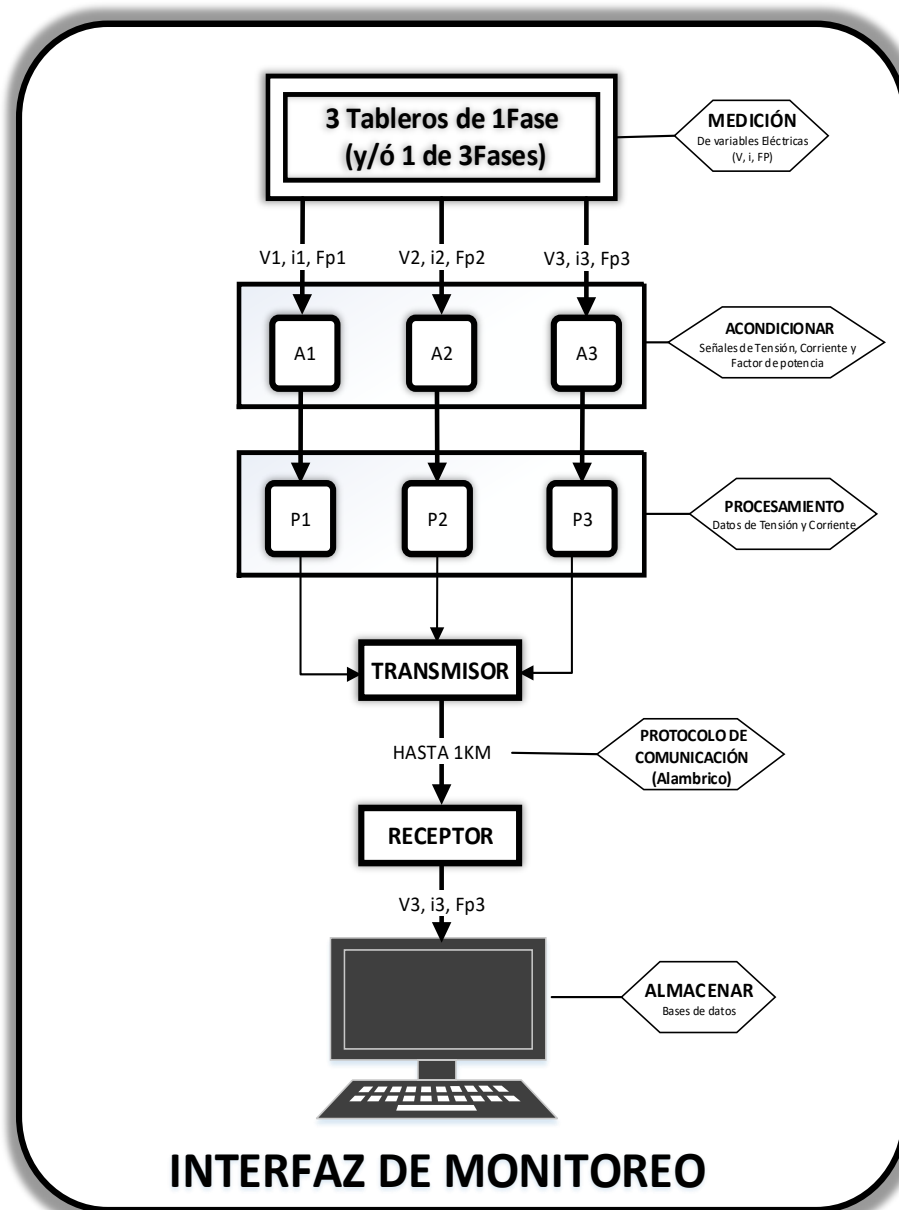 3 Tableros de 1Fase
(y/ó 1 de 3Fases)
MEDICIÓN
De variables Eléctricas
(V, i, FP)
V1, i1, Fp1
V2, i2, Fp2
V3, i3, Fp3
A1
A2
A3
ACONDICIONAR
Señales de Tensión, Corriente y
Factor de potencia
P1
P2
P3
PROCESAMIENTO
Datos de Tensión y Corriente
TRANSMISOR
HASTA 1KM
PROTOCOLO DE
COMUNICACIÓN
(Alambrico)
RECEPTOR
V3, i3, Fp3
ALMACENAR
Bases de datos
INTERFAZ DE MONITOREO